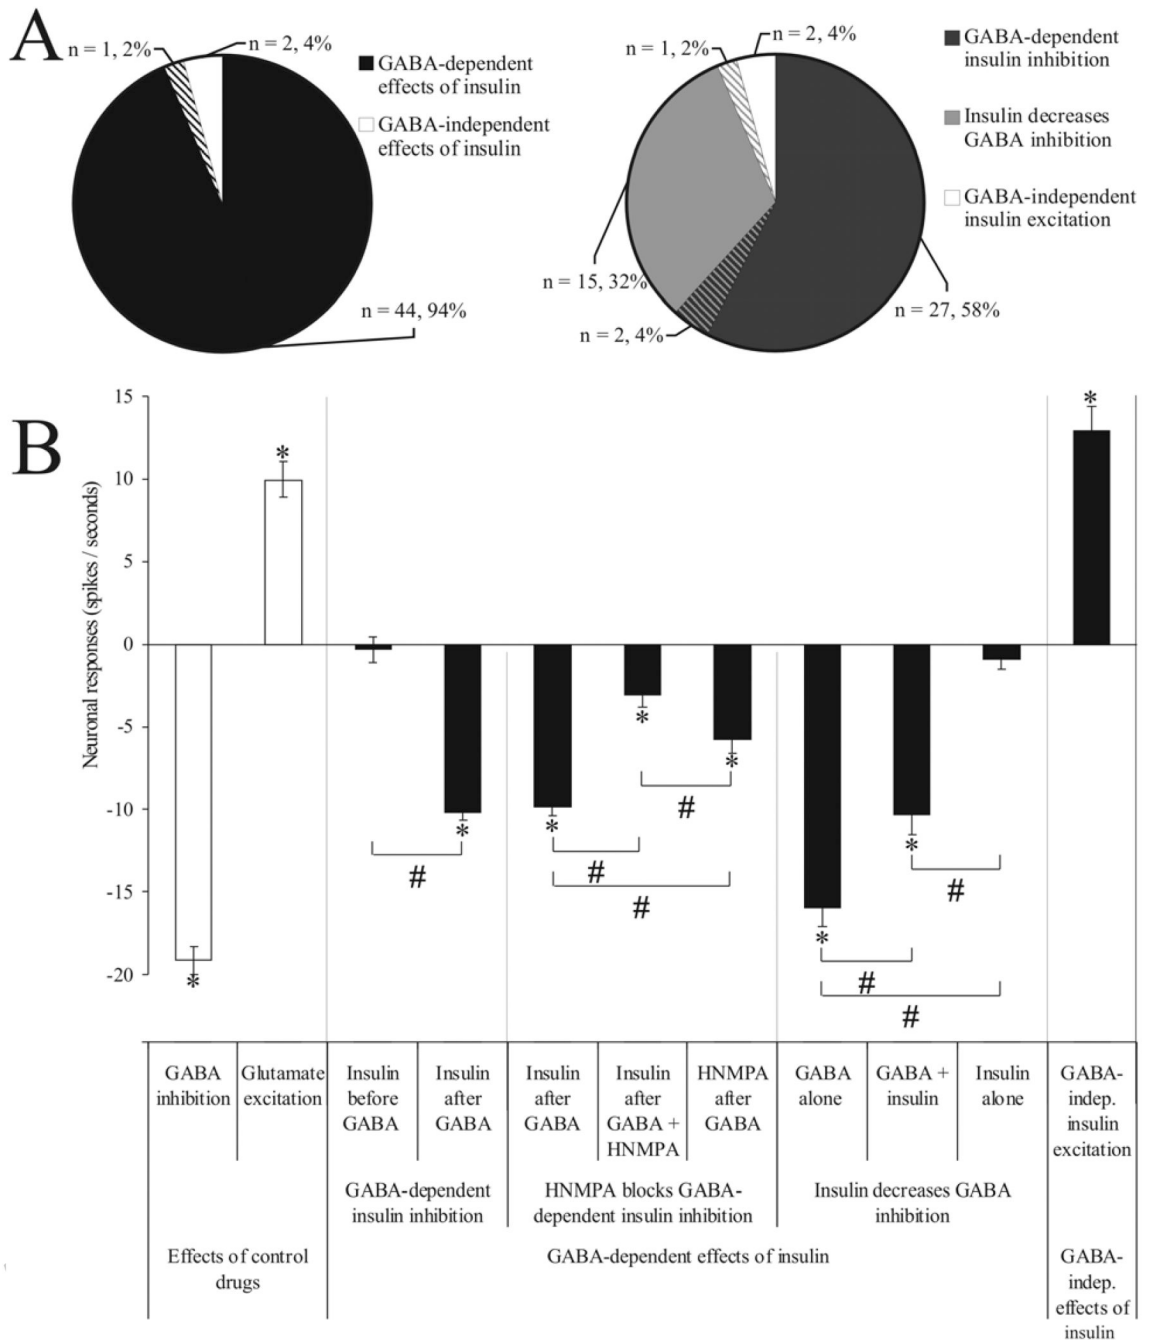 A
n = 1, 2%
n = 2, 4%
GABA-dependent
effects of insulin
GABA-independent
effects of insulin
n = 44, 94%
n = 1, 2%
n = 2, 4%
GABA-dependent
insulin inhibition
Insulin decreases
GABA inhibition
GABA-independent
insulin excitation
n = 15, 32%
n = 2, 4%
n = 27, 58%
B
Neuronal responses (spikes / seconds)
15
10
5
0
-5
-10
-15
-20
*
*
*
*
*
*
*
*
*
#
#
#
#
#
#
#
GABA
inhibition
Glutamate
excitation
Insulin
before
GABA
Insulin
after
GABA
Insulin
after
GABA
Insulin
after
GABA +
HNMPA
HNMPA
after
GABA
GABA
alone
GABA +
insulin
Insulin
alone
GABA-
indep.
insulin
excitation
GABA-dependent
insulin inhibition
HNMPA blocks GABA-
dependent insulin inhibition
Insulin decreases GABA
inhibition
Effects of control
drugs
GABA-dependent effects of insulin
GABA-
indep.
effects of
insulin